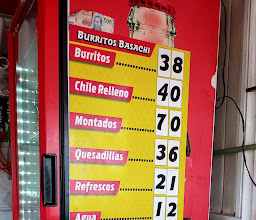 BURRITOS BASACHI
Burritos ........... 38
Chile Relleno ..... 40
Montados ......... 70
Quesadillas ...... 36
Refrescos ........ 21
Agua 12